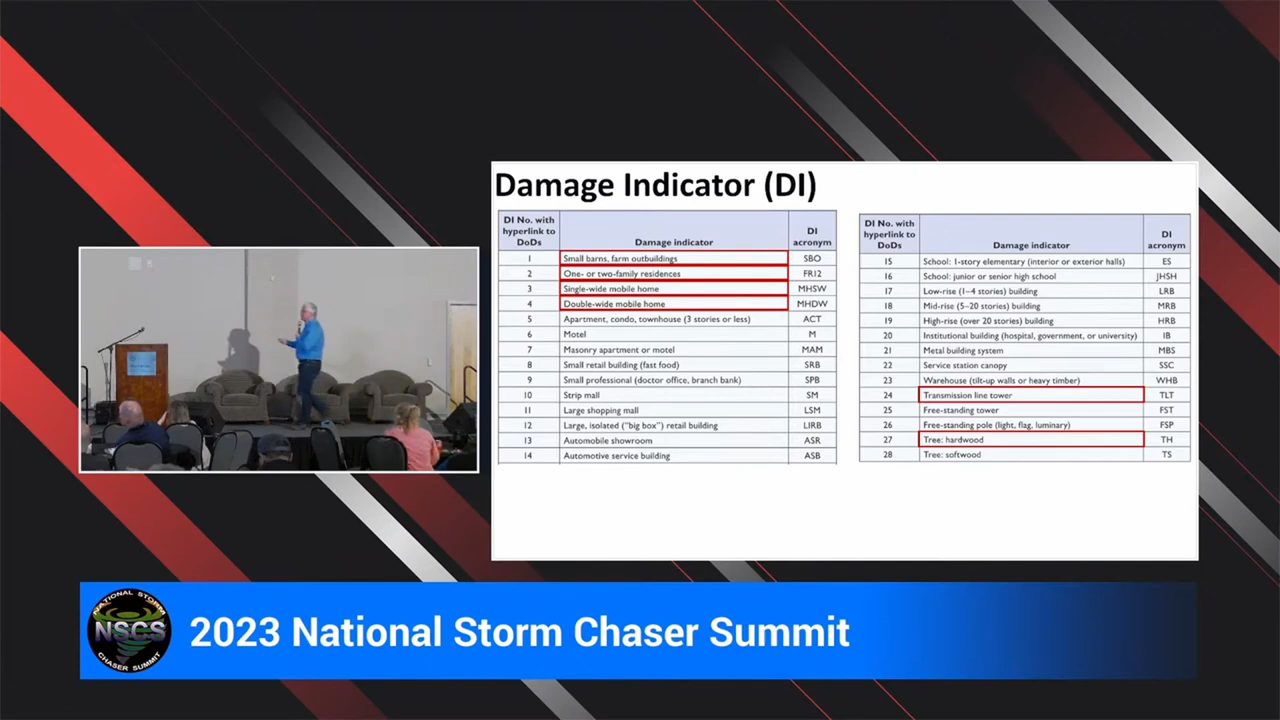 Damage Indicator (DI)
DI No. with
hyperlink to
DoDs
Damage indicator
DI
acronym
1 Small barns, farm outbuildings SBO
2 One- or two-family residences FR12
3 Single-wide mobile home MHSW
4 Double-wide mobile home MHDW
5 Apartment, condo, townhouse (3 stories or less) ACT
6 Motel M
7 Masonry apartment or motel MAM
8 Small retail building (fast food) SRB
9 Small professional (doctor office, branch bank) SPB
10 Strip mall SM
11 Large shopping mall LSM
12 Large, isolated ("big box") retail building LIRB
13 Automobile showroom ASR
14 Automotive service building ASB
DI No. with
hyperlink to
DoDs
Damage indicator
DI
acronym
15 School: 1-story elementary (interior or exterior halls) ES
16 School: junior or senior high school JHSH
17 Low-rise (1–4 stories) building LRB
18 Mid-rise (5–20 stories) building MRB
19 High-rise (over 20 stories) building HRB
20 Institutional building (hospital, government, or university) IB
21 Metal building system MBS
22 Service station canopy SSC
23 Warehouse (tilt-up walls or heavy timber) WHB
24 Transmission line tower TLT
25 Free-standing tower FST
26 Free-standing pole (light, flag, luminary) FSP
27 Tree: hardwood TH
28 Tree: softwood TS
NATIONAL STORM
NSCS
CHASER SUMMIT
2023 National Storm Chaser Summit